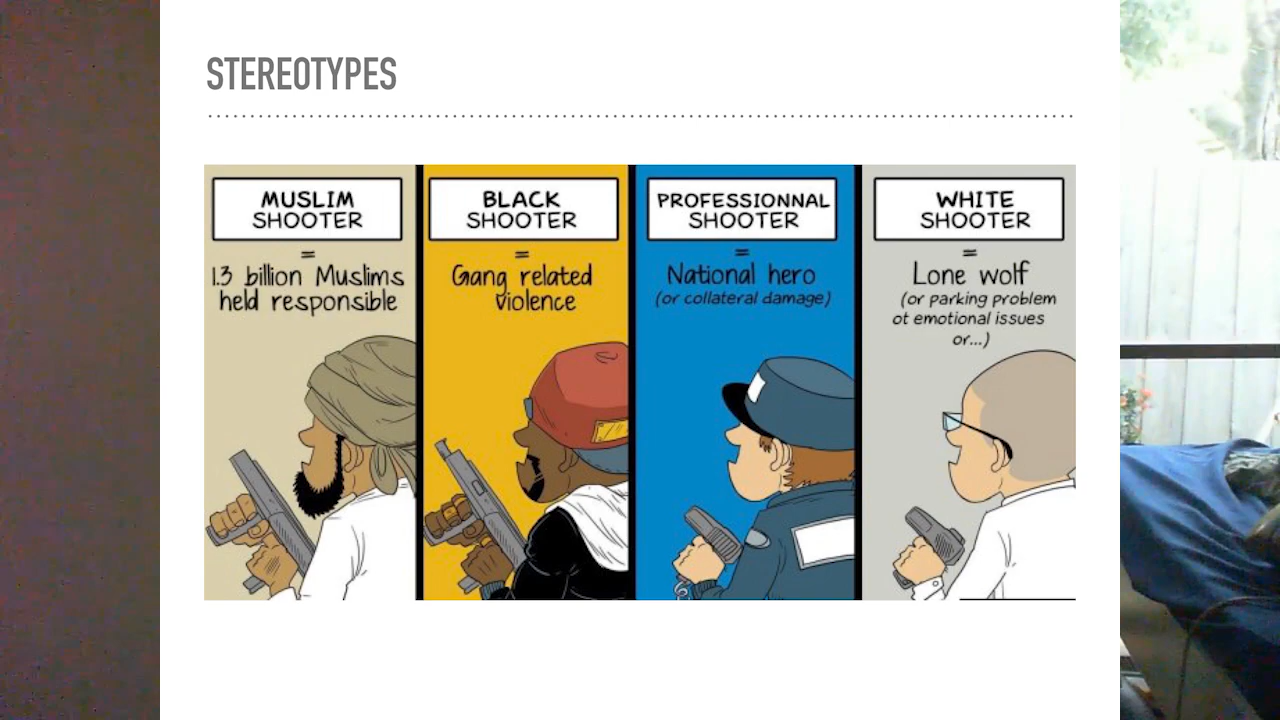 STEREOTYPES
MUSLIM
SHOOTER
=
1.3 billion Muslims
held responsible
BLACK
SHOOTER
=
Gang related
violence
PROFESSIONNAL
SHOOTER
=
National hero
(or collateral damage)
WHITE
SHOOTER
=
Lone wolf
(or parking problem
ot emotional issues
or...)